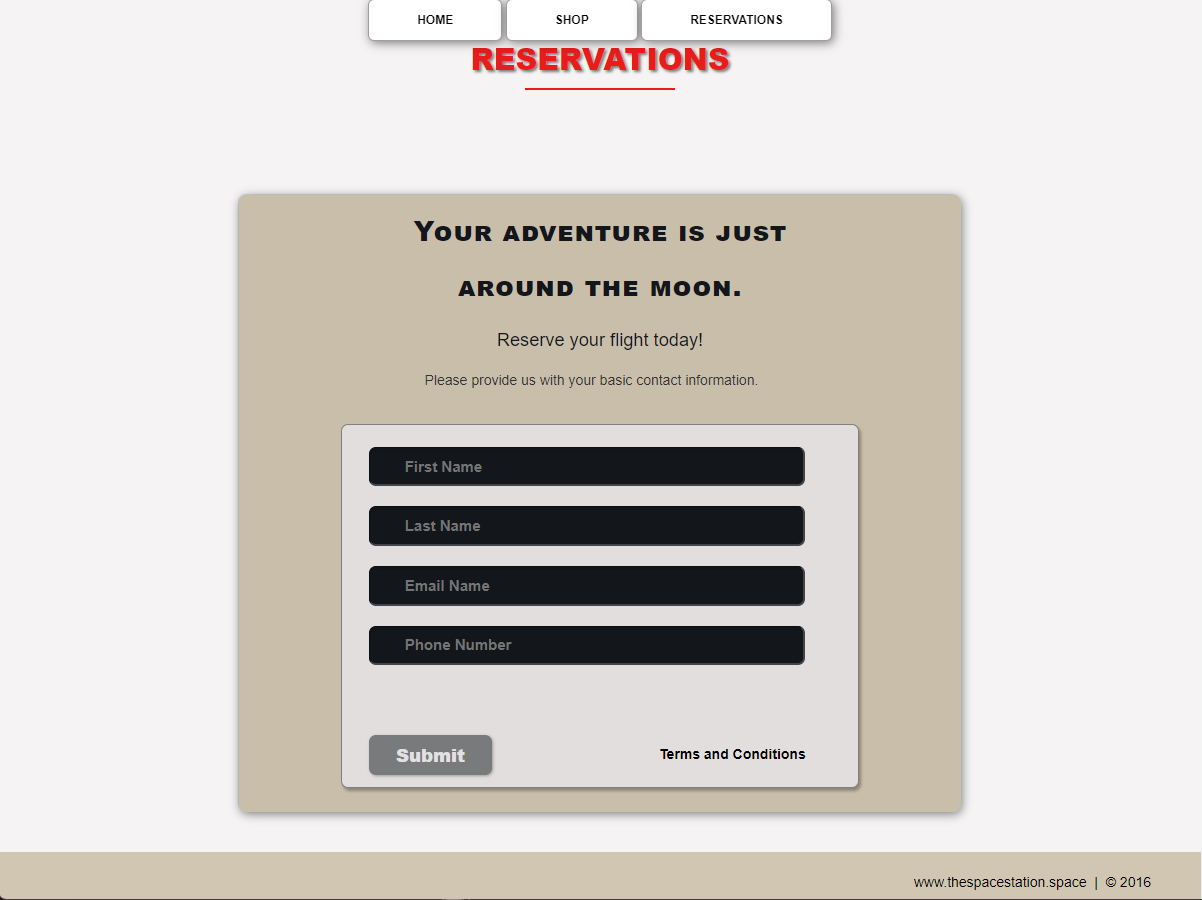 HOME SHOP RESERVATIONS
RESERVATIONS
Your adventure is just
around the moon.
Reserve your flight today!
Please provide us with your basic contact information.
First Name
Last Name
Email Name
Phone Number
Submit Terms and Conditions
www.thespacestation.space | © 2016